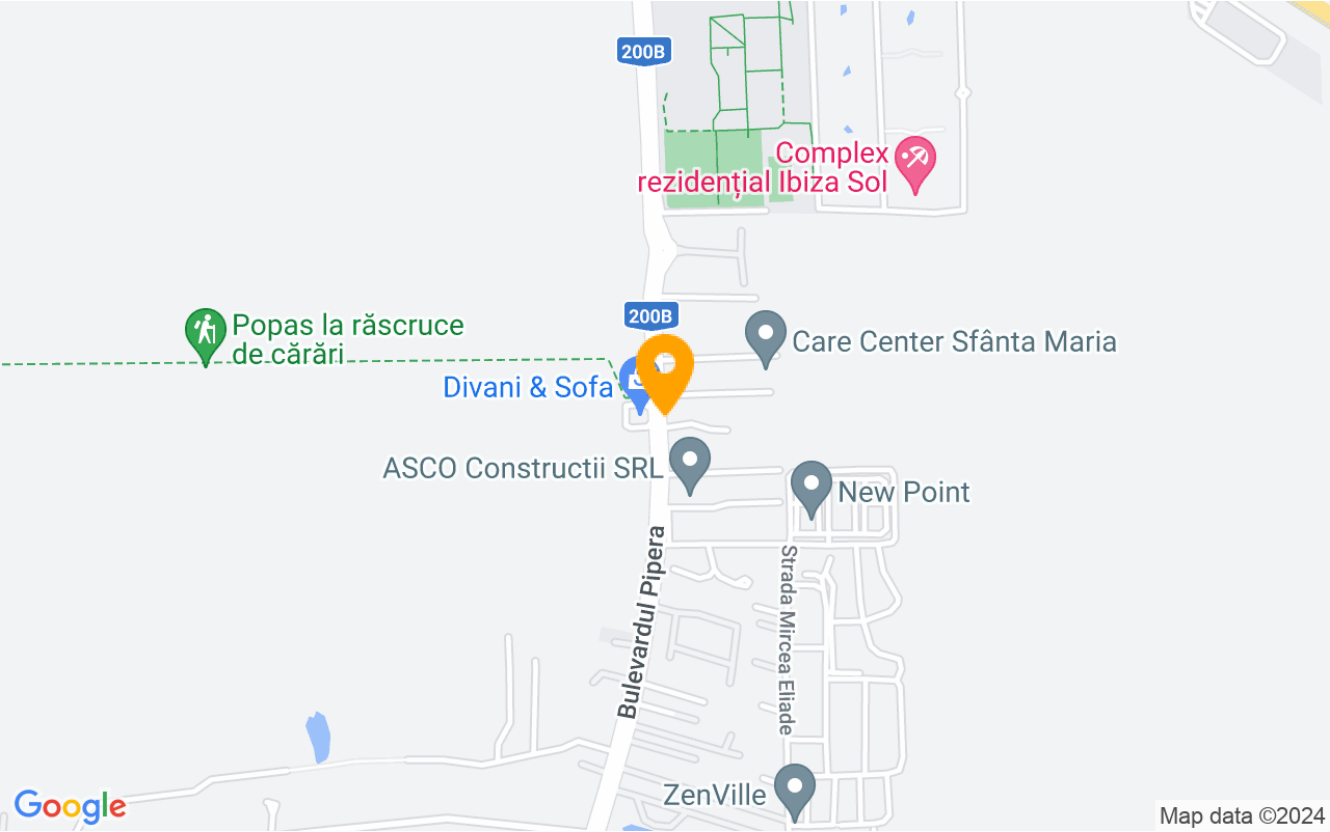 200B
Complex
rezidențial Ibiza Sol
200B
Popas la răscruce
de cărări
Care Center Sfânta Maria
Divani & Sofa
ASCO Constructii SRL
New Point
Bulevardul Pipera
Strada Mircea Eliade
ZenVille
Google
Map data ©2024